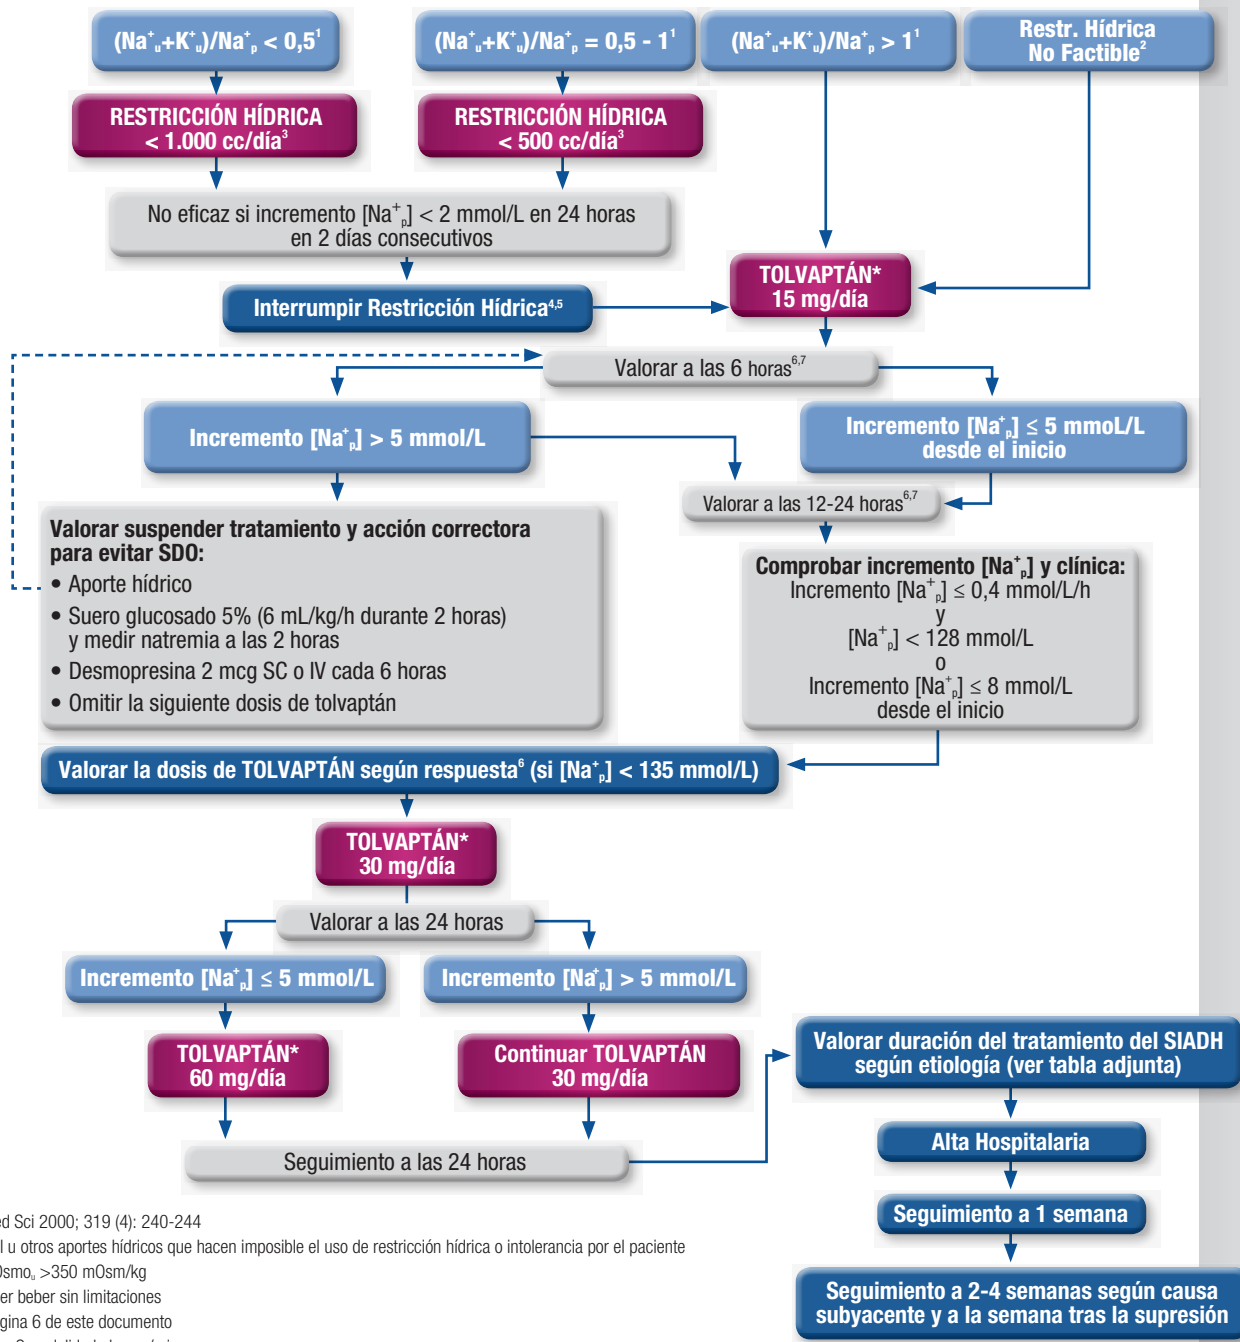 (Na⁺ᵤ+K⁺ᵤ)/Na⁺ₚ < 0,5¹
(Na⁺ᵤ+K⁺ᵤ)/Na⁺ₚ = 0,5 - 1¹
(Na⁺ᵤ+K⁺ᵤ)/Na⁺ₚ > 1¹
Restr. Hídrica
No Factible²
RESTRICCIÓN HÍDRICA
< 1.000 cc/día³
RESTRICCIÓN HÍDRICA
< 500 cc/día³
No eficaz si incremento [Na⁺ₚ] < 2 mmol/L en 24 horas
en 2 días consecutivos
TOLVAPTÁN*
15 mg/día
Interrumpir Restricción Hídrica⁴,⁵
Valorar a las 6 horas⁶,⁷
Incremento [Na⁺ₚ] > 5 mmol/L
Incremento [Na⁺ₚ] ≤ 5 mmoL/L
desde el inicio
Valorar a las 12-24 horas⁶,⁷
Valorar suspender tratamiento y acción correctora
para evitar SDO:
• Aporte hídrico
• Suero glucosado 5% (6 mL/kg/h durante 2 horas)
y medir natremia a las 2 horas
• Desmopresina 2 mcg SC o IV cada 6 horas
• Omitir la siguiente dosis de tolvaptán
Comprobar incremento [Na⁺ₚ] y clínica:
Incremento [Na⁺ₚ] ≤ 0,4 mmol/L/h
y
[Na⁺ₚ] < 128 mmol/L
o
Incremento [Na⁺ₚ] ≤ 8 mmol/L
desde el inicio
Valorar la dosis de TOLVAPTÁN según respuesta⁶ (si [Na⁺ₚ] < 135 mmol/L)
TOLVAPTÁN*
30 mg/día
Valorar a las 24 horas
Incremento [Na⁺ₚ] ≤ 5 mmol/L
Incremento [Na⁺ₚ] > 5 mmol/L
TOLVAPTÁN*
60 mg/día
Continuar TOLVAPTÁN
30 mg/día
Seguimiento a las 24 horas
Valorar duración del tratamiento del SIADH
según etiología (ver tabla adjunta)
Alta Hospitalaria
Seguimiento a 1 semana
Seguimiento a 2-4 semanas según causa
subyacente y a la semana tras la supresión
ed Sci 2000; 319 (4): 240-244
l u otros aportes hídricos que hacen imposible el uso de restricción hídrica o intolerancia por el paciente
Osmoᵤ >350 mOsm/kg
er beber sin limitaciones
ágina 6 de este documento